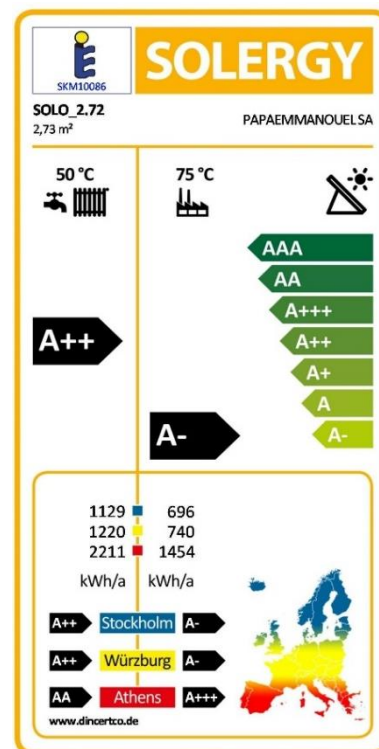 SOLERGY
SKM10086
SOLO_2.72
2,73 m²
PAPAEMMANOUEL SA
50 °C
75 °C
AAA
AA
A+++
A++
A+
A
A-
A++
A-
1129 696
1220 740
2211 1454
kWh/a kWh/a
A++ Stockholm A-
A++ Würzburg A-
AA Athens A+++
www.dincertco.de